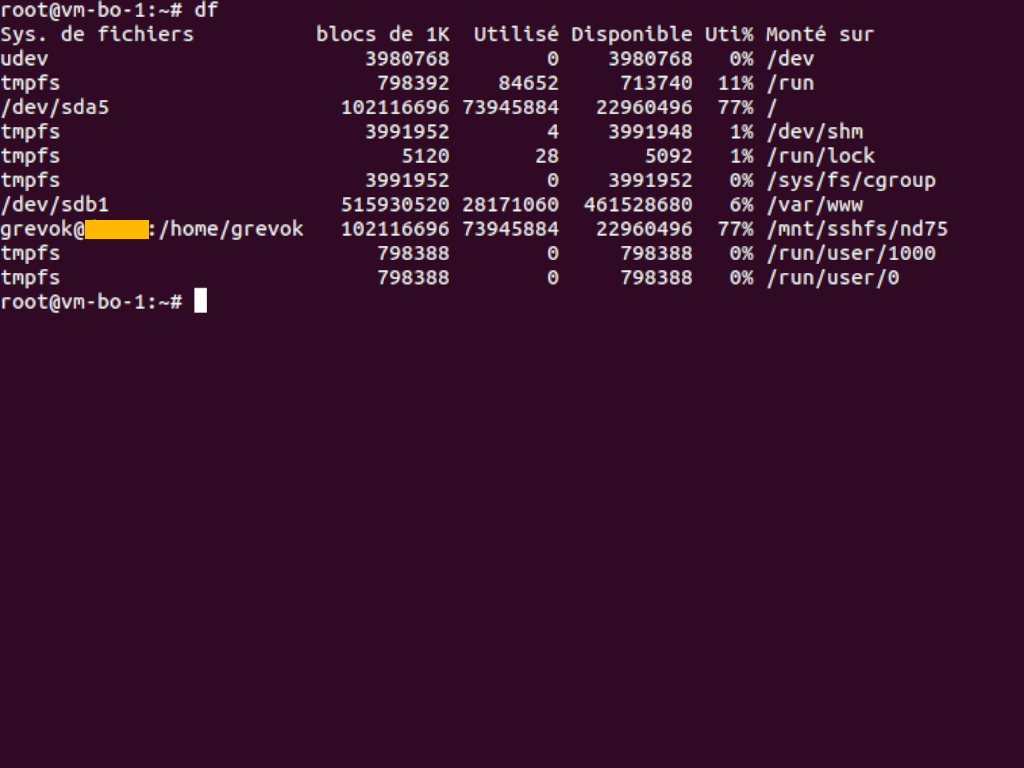 root@vm-bo-1:~# df
Sys. de fichiers blocs de 1K Utilisé Disponible Uti% Monté sur
udev 3980768 0 3980768 0% /dev
tmpfs 798392 84652 713740 11% /run
/dev/sda5 102116696 73945884 22960496 77% /
tmpfs 3991952 4 3991948 1% /dev/shm
tmpfs 5120 28 5092 1% /run/lock
tmpfs 3991952 0 3991952 0% /sys/fs/cgroup
/dev/sdb1 515930520 28171060 461528680 6% /var/www
grevok@ :/home/grevok 102116696 73945884 22960496 77% /mnt/sshfs/nd75
tmpfs 798388 0 798388 0% /run/user/1000
tmpfs 798388 0 798388 0% /run/user/0
root@vm-bo-1:~#